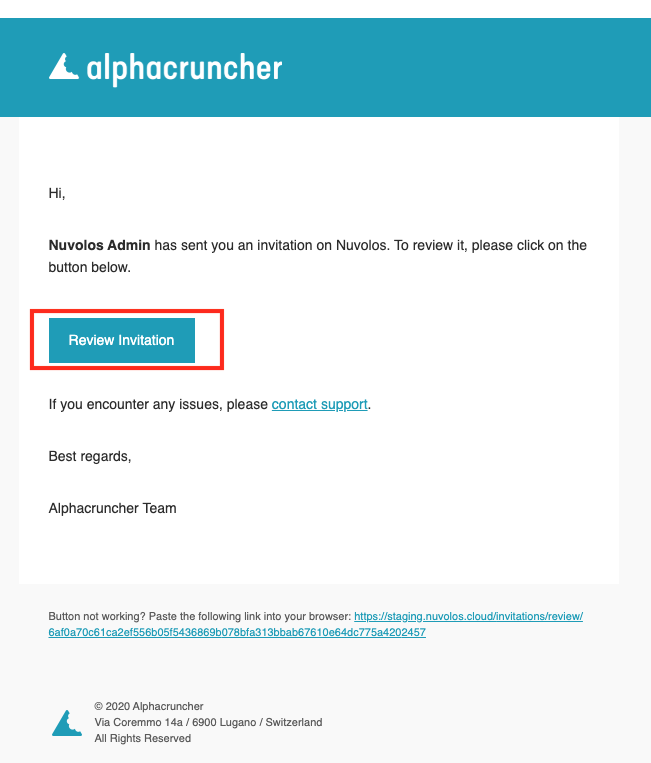 alphacruncher
Hi,
Nuvolos Admin has sent you an invitation on Nuvolos. To review it, please click on the
button below.
Review Invitation
If you encounter any issues, please contact support.
Best regards,
Alphacruncher Team
Button not working? Paste the following link into your browser: https://staging.nuvolos.cloud/invitations/review/
6af0a70c61ca2ef556b05f5436869b078bfa313bbab67610e64dc775a4202457
© 2020 Alphacruncher
Via Coremmo 14a / 6900 Lugano / Switzerland
All Rights Reserved